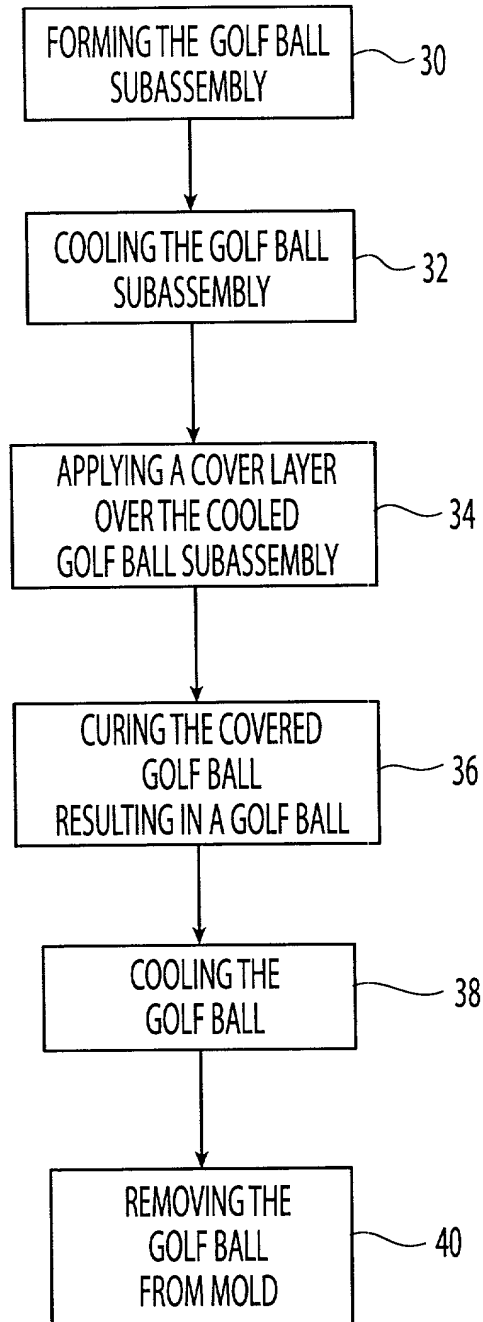 FORMING THE GOLF BALL
SUBASSEMBLY
30
COOLING THE GOLF BALL
SUBASSEMBLY
32
APPLYING A COVER LAYER
OVER THE COOLED
GOLF BALL SUBASSEMBLY
34
CURING THE COVERED
GOLF BALL
RESULTING IN A GOLF BALL
36
COOLING THE
GOLF BALL
38
REMOVING THE
GOLF BALL
FROM MOLD
40